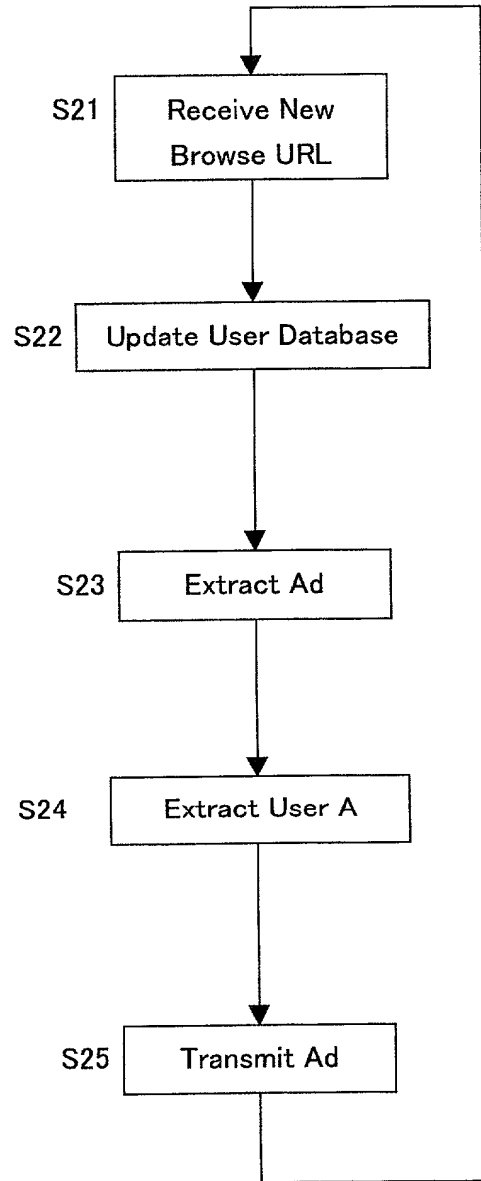 S21 Receive New
Browse URL
S22 Update User Database
S23 Extract Ad
S24 Extract User A
S25 Transmit Ad